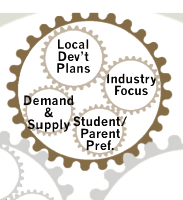 Local
Dev't
Plans
Industry
Focus
Demand
&
Supply
Student/
Parent
Pref.